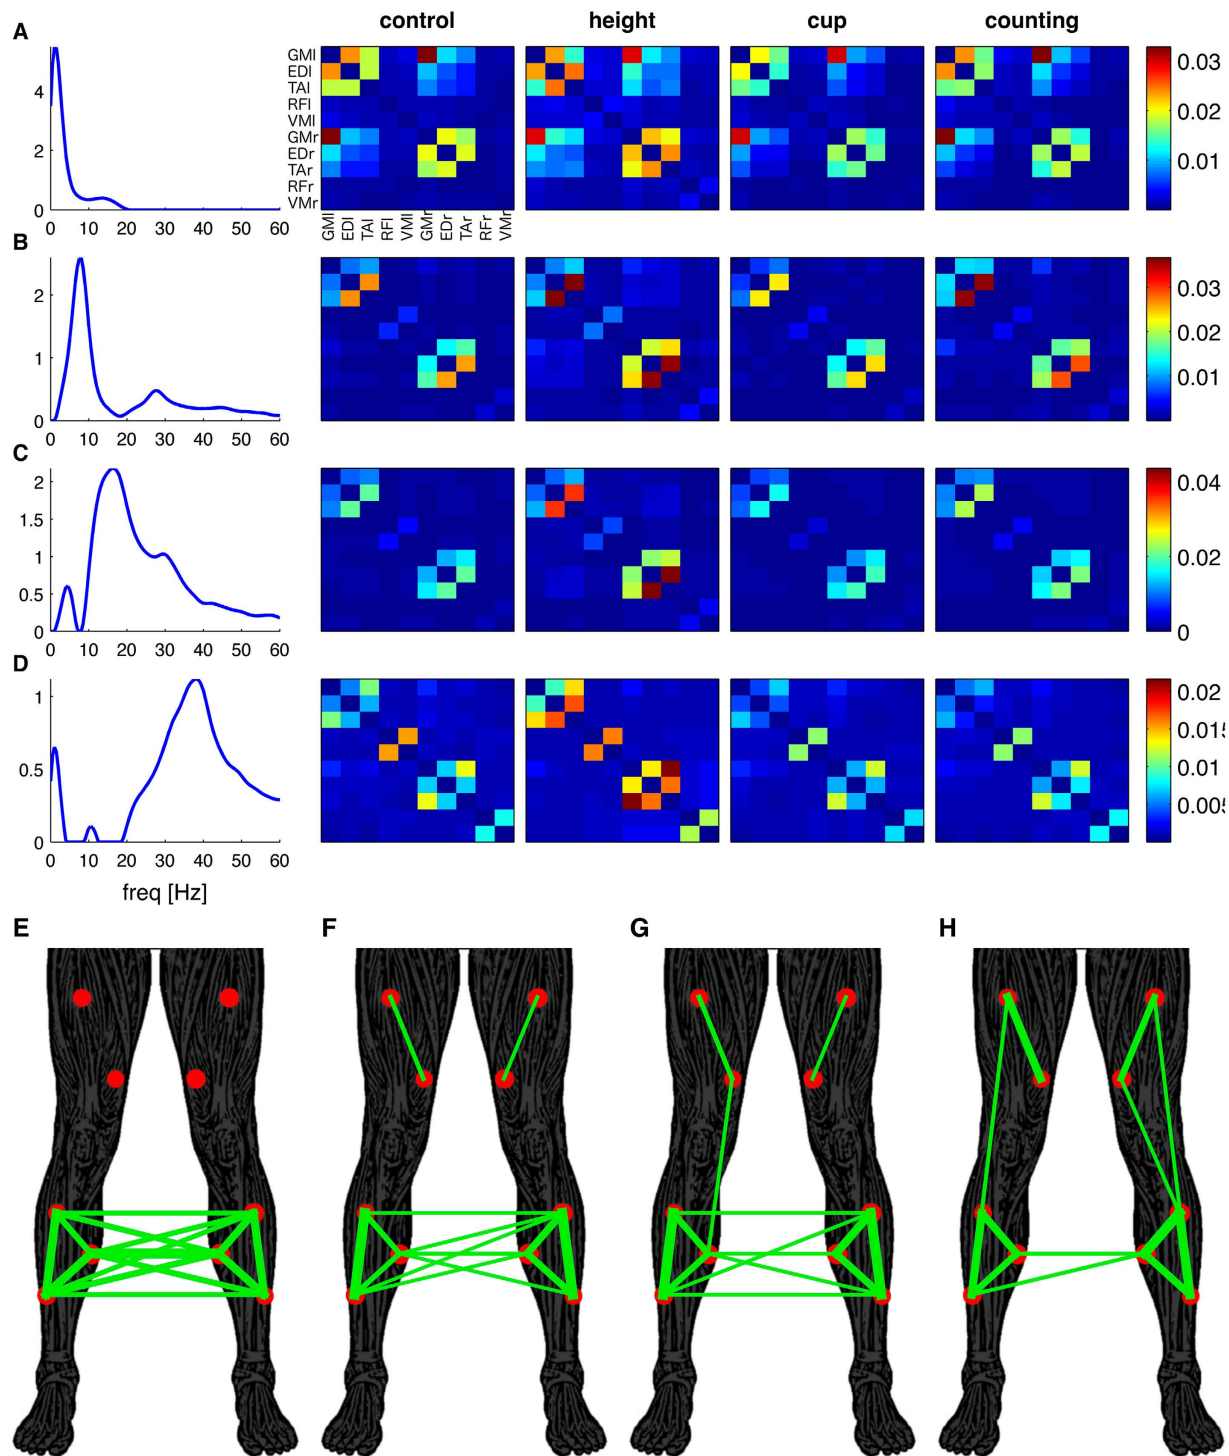 control height cup counting
A
4
2
0
0 10 20 30 40 50 60
GMl
EDl
TAl
RFl
VMl
GMr
EDr
TAr
RFr
VMr
GMl EDl TAl RFl VMl GMr EDr TAr RFr VMr
0.03
0.02
0.01
B
2
1
0
0 10 20 30 40 50 60
0.03
0.02
0.01
C
2
1.5
1
0.5
0
0 10 20 30 40 50 60
0.04
0.02
0
D
1
0.5
0
0 10 20 30 40 50 60
freq [Hz]
0.02
0.015
0.01
0.005
E F G H